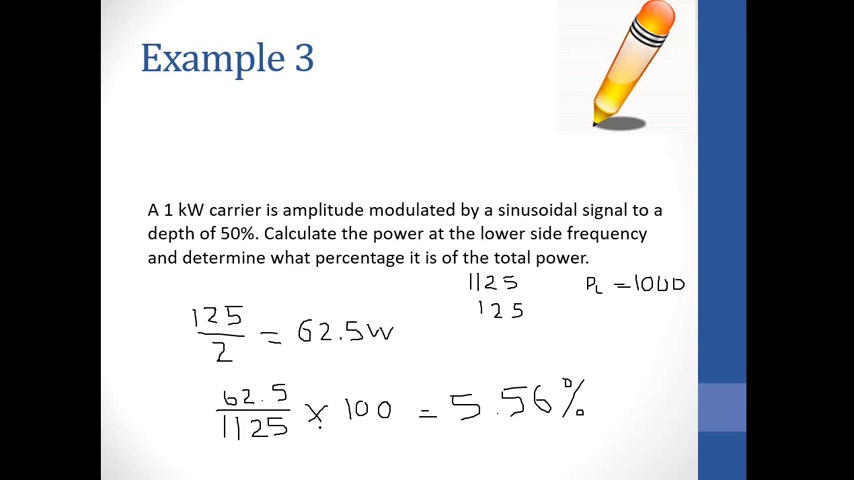 Example 3
A 1 kW carrier is amplitude modulated by a sinusoidal signal to a
depth of 50%. Calculate the power at the lower side frequency
and determine what percentage it is of the total power.
1125 PL = 1000
125
125/2 = 62.5W
62.5/1125 × 100 = 5.56%